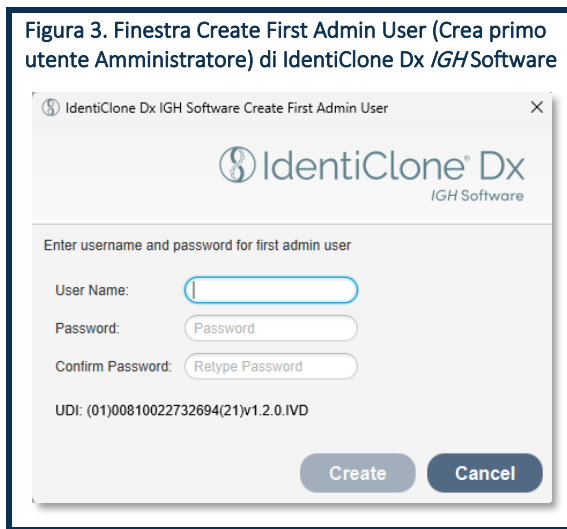 Figura 3. Finestra Create First Admin User (Crea primo
utente Amministratore) di IdentiClone Dx IGH Software
IdentiClone Dx IGH Software Create First Admin User
IdentiClone® Dx
IGH Software
Enter username and password for first admin user
User Name:
Password: Password
Confirm Password: Retype Password
UDI: (01)00810022732694(21)v1.2.0.IVD
Create Cancel